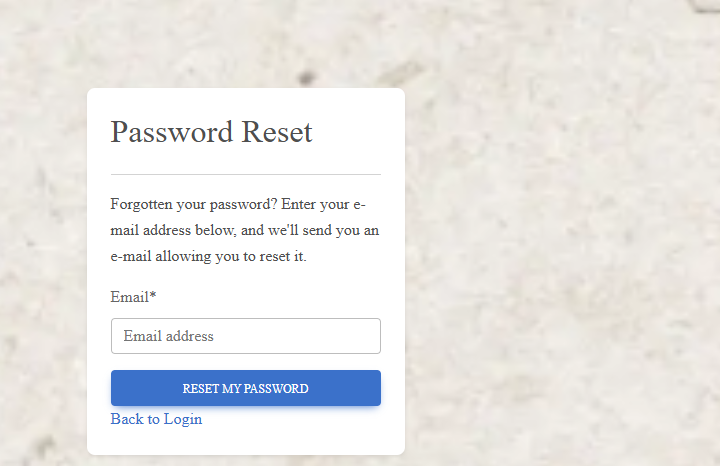 Password Reset
Forgotten your password? Enter your e-
mail address below, and we'll send you an
e-mail allowing you to reset it.
Email*
Email address
RESET MY PASSWORD
Back to Login